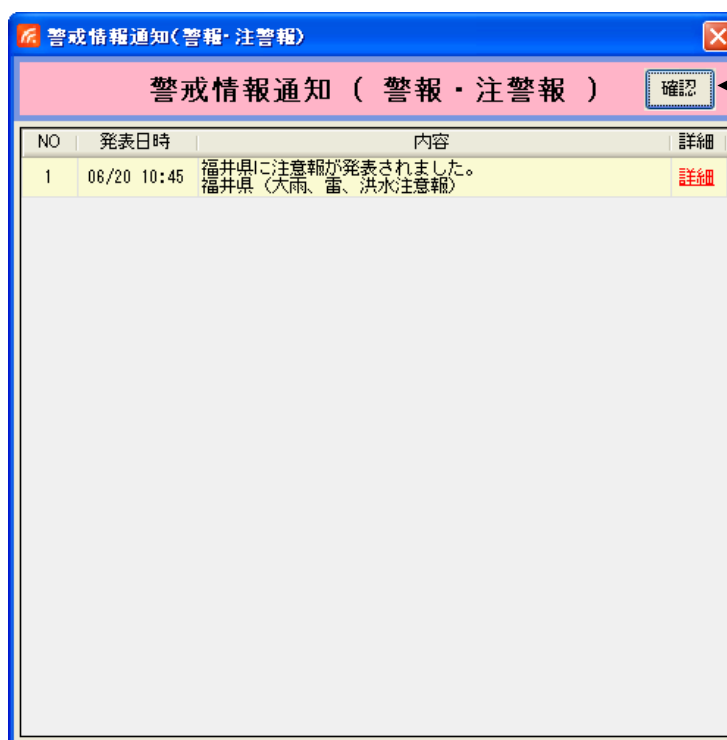 警戒情報通知(警報・注警報)
警戒情報通知 ( 警報・注警報 ) 確認
NO 発表日時 内容 詳細
1 06/20 10:45 福井県に注意報が発表されました。 詳細
福井県(大雨、雷、洪水注意報)